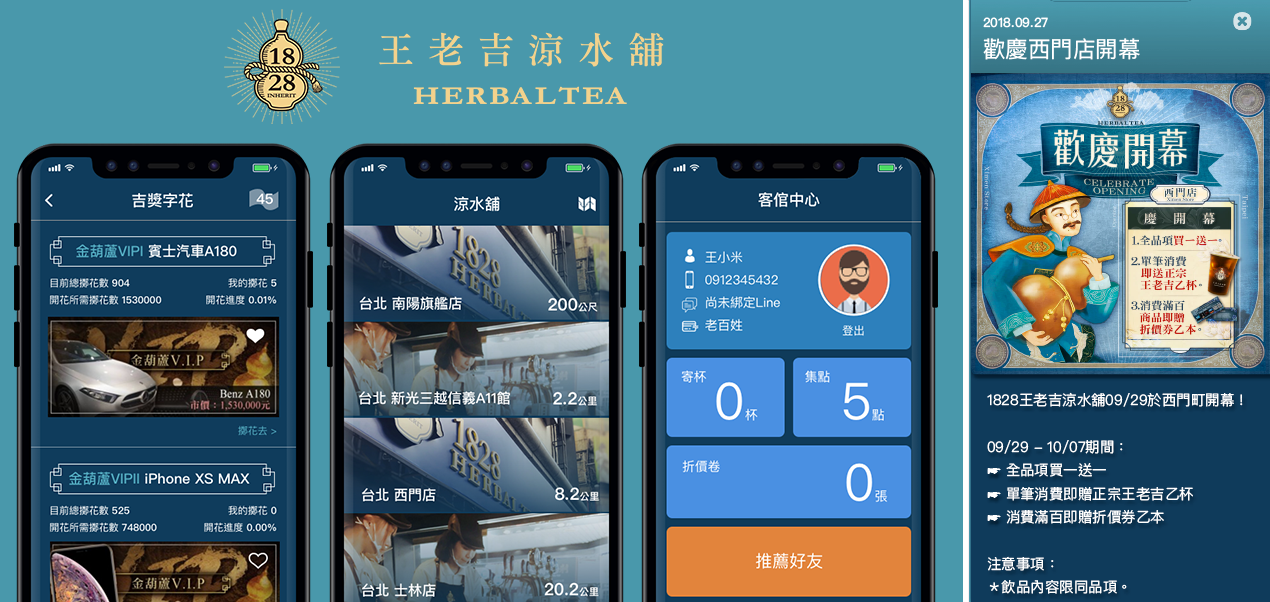 1828
INHERIT
王老吉涼水舖
HERBALTEA
吉獎字花
45
金葫蘆VIPI 賓士汽車A180
目前總擲花數 904
我的擲花 5
開花所需擲花數 1530000
開花進度 0.01%
金葫蘆V.I.P
Benz A180
市價：1,530,000元
擲花去 >
金葫蘆VIPII iPhone XS MAX
目前總擲花數 525
我的擲花 0
開花所需擲花數 748000
開花進度 0.00%
金葫蘆V.I.P
涼水舖
1828
HERBAL
台北 南陽旗艦店
200公尺
台北 新光三越信義A11館
2.2公里
1828
HERBAL
台北 西門店
8.2公里
台北 士林店
20.2公里
客倌中心
王小米
0912345432
尚未綁定Line
老百姓
登出
寄杯
0杯
集點
5點
折價卷
0張
推薦好友
2018.09.27
歡慶西門店開幕
1828
HERBALTEA
歡慶開幕
CELEBRATE
OPENING
西門店
Ximen Store
Ximen Store
Taipei
慶開幕
1.全品項買一送一。
2.單筆消費
即送正宗
王老吉乙杯。
3.消費滿百
商品即贈
折價券乙本。
1828王老吉涼水舖09/29於西門町開幕！
09/29 – 10/07期間：
☛ 全品項買一送一
☛ 單筆消費即贈正宗王老吉乙杯
☛ 消費滿百即贈折價券乙本
注意事項：
＊飲品內容限同品項。